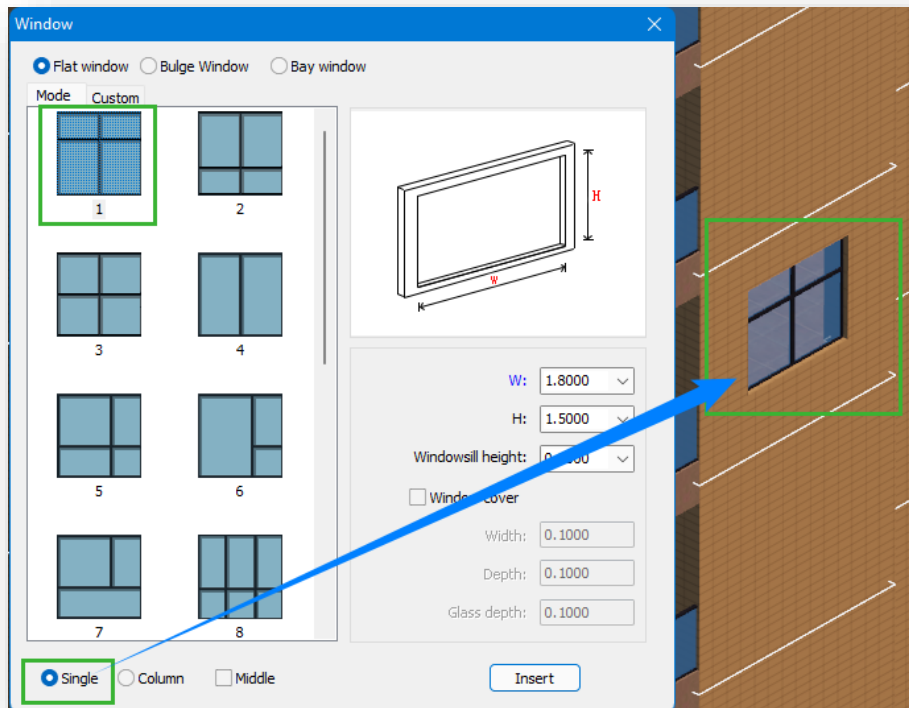 Window
Flat window Bulge Window Bay window
Mode Custom
1 2
3 4
5 6
7 8
H
W
W: 1.8000
H: 1.5000
Windowsill height:
Window cover
Width: 0.1000
Depth: 0.1000
Glass depth: 0.1000
Single Column Middle Insert